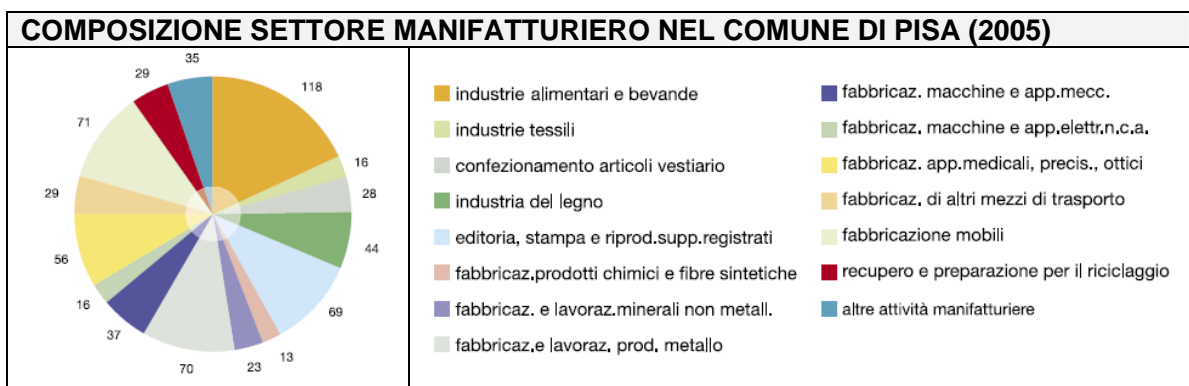 COMPOSIZIONE SETTORE MANIFATTURIERO NEL COMUNE DI PISA (2005)
35
29
118
71
16
29
28
44
56
16
69
37
13
70
23
industrie alimentari e bevande
industrie tessili
confezionamento articoli vestiario
industria del legno
editoria, stampa e riprod.supp.registrati
fabbricaz.prodotti chimici e fibre sintetiche
fabbricaz. e lavoraz.minerali non metall.
fabbricaz.e lavoraz. prod. metallo
fabbricaz. macchine e app.mecc.
fabbricaz. macchine e app.elettr.n.c.a.
fabbricaz. app.medicali, precis., ottici
fabbricaz. di altri mezzi di trasporto
fabbricazione mobili
recupero e preparazione per il riciclaggio
altre attività manifatturiere